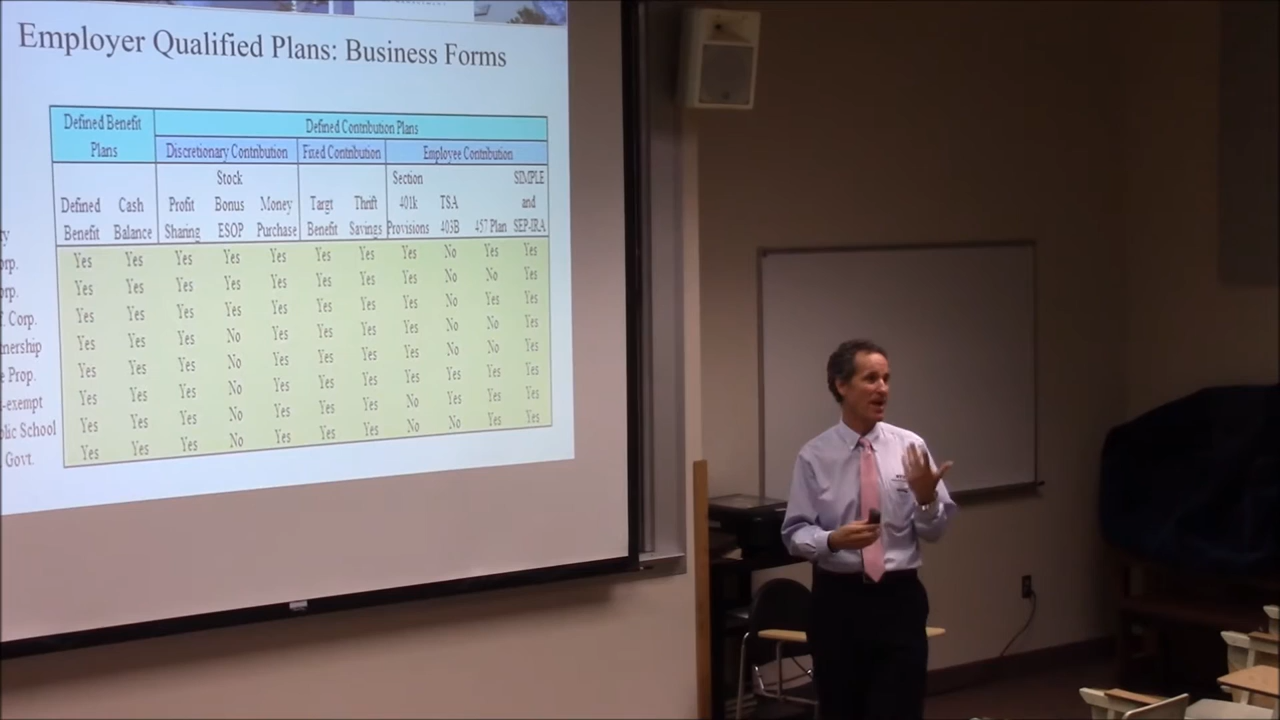 Employer Qualified Plans: Business Forms
Defined Benefit Plans
Defined Contribution Plans
Discretionary Contribution Fixed Contribution Employee Contribution
Stock Section SIMPLE
Defined Cash Profit Bonus Money Targt Thrift 401k TSA and
Benefit Balance Sharing ESOP Purchase Benefit Savings Provisions 403B 457 Plan SEP-IRA
Yes Yes Yes Yes Yes Yes Yes Yes No Yes Yes
orp. Yes Yes Yes Yes Yes Yes Yes Yes No No Yes
orp. Yes Yes Yes Yes Yes Yes Yes Yes No Yes Yes
Corp. Yes Yes Yes No Yes Yes Yes Yes No No Yes
nership Yes Yes Yes No Yes Yes Yes Yes No No Yes
Prop. Yes Yes Yes No Yes Yes Yes Yes Yes Yes Yes
-exempt Yes Yes Yes No Yes Yes Yes No Yes Yes Yes
blic School Yes Yes Yes No Yes Yes Yes No No Yes Yes
Govt.